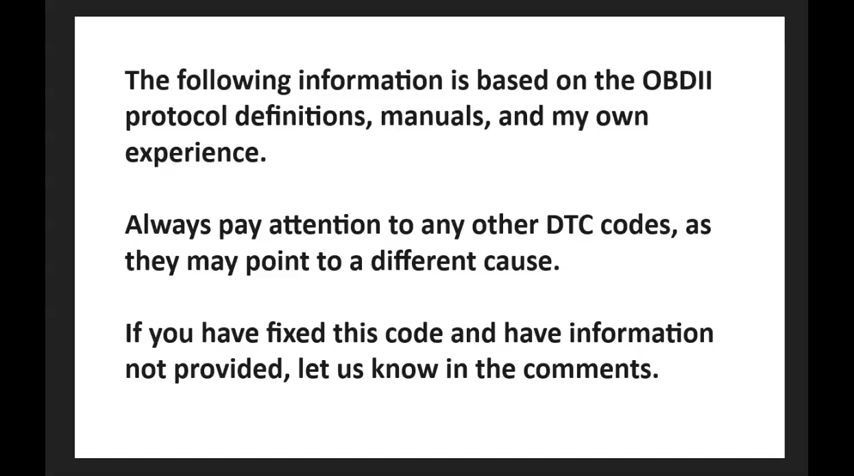 The following information is based on the OBDII
protocol definitions, manuals, and my own
experience.
Always pay attention to any other DTC codes, as
they may point to a different cause.
If you have fixed this code and have information
not provided, let us know in the comments.